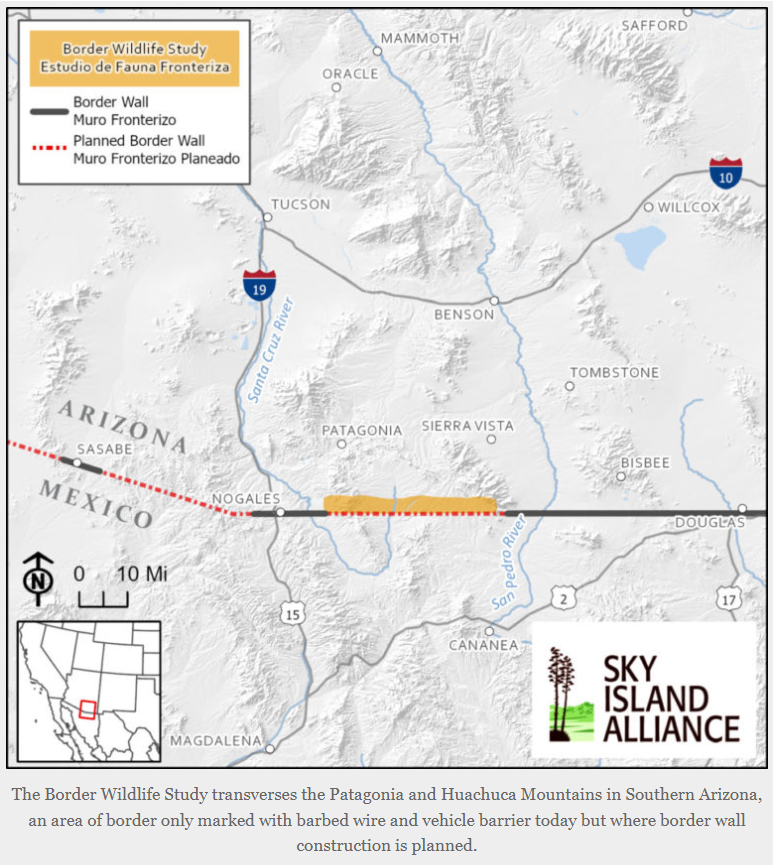 Border Wildlife Study
Estudio de Fauna Fronteriza
Border Wall
Muro Fronterizo
Planned Border Wall
Muro Fronterizo Planeado
MAMMOTH
SAFFORD
ORACLE
10
TUCSON
WILLCOX
19
Santa Cruz River
BENSON
TOMBSTONE
ARIZONA
PATAGONIA
SIERRA VISTA
SASABE
BISBEE
MEXICO
NOGALES
DOUGLAS
San Pedro River
N
0 10 Mi
15
2
17
CANANEA
SKY
ISLAND
ALLIANCE
MAGDALENA
The Border Wildlife Study transverses the Patagonia and Huachuca Mountains in Southern Arizona,
an area of border only marked with barbed wire and vehicle barrier today but where border wall
construction is planned.